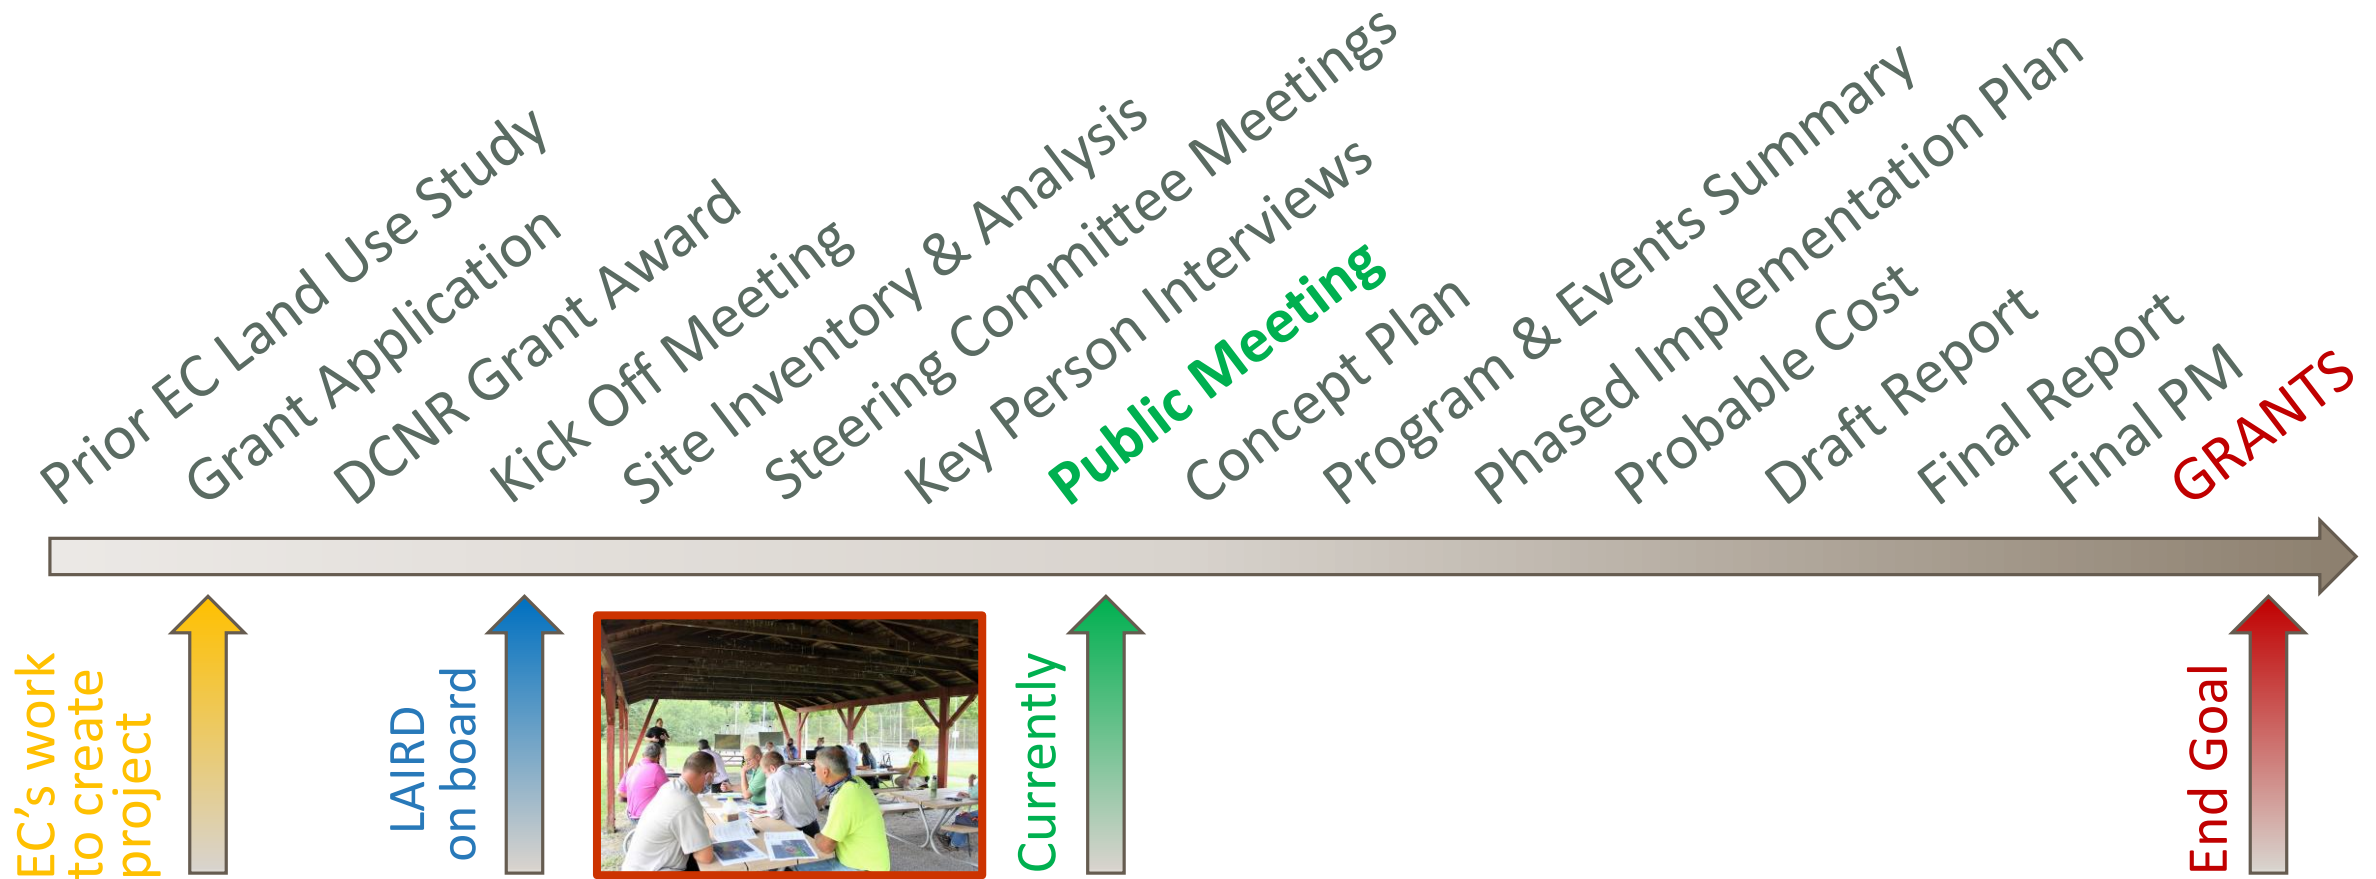 Prior EC Land Use Study
Grant Application
DCNR Grant Award
Kick Off Meeting
Site Inventory & Analysis
Steering Committee Meetings
Key Person Interviews
Public Meeting
Concept Plan
Program & Events Summary
Phased Implementation Plan
Probable Cost
Draft Report
Final Report
Final PM
GRANTS
EC’s work
to create
project
LAIRD
on board
Currently
End Goal